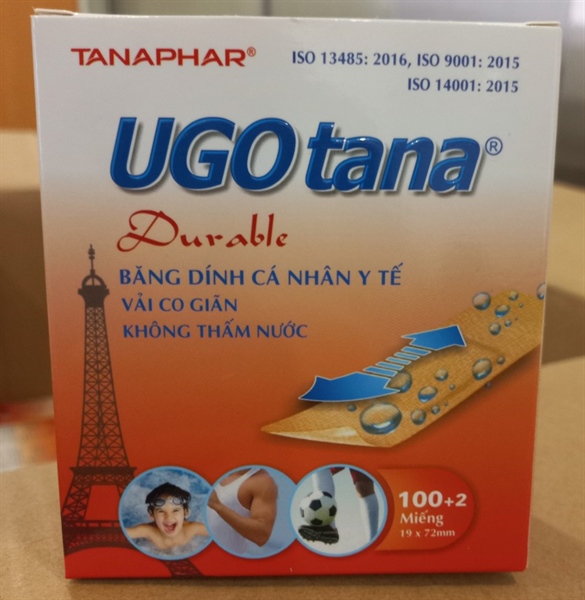 TANAPHAR®
ISO 13485: 2016, ISO 9001: 2015
ISO 14001: 2015
UGOtana®
Durable
BĂNG DÍNH CÁ NHÂN Y TẾ
VẢI CO GIÃN
KHÔNG THẤM NƯỚC
100+2
Miếng
19 x 72mm